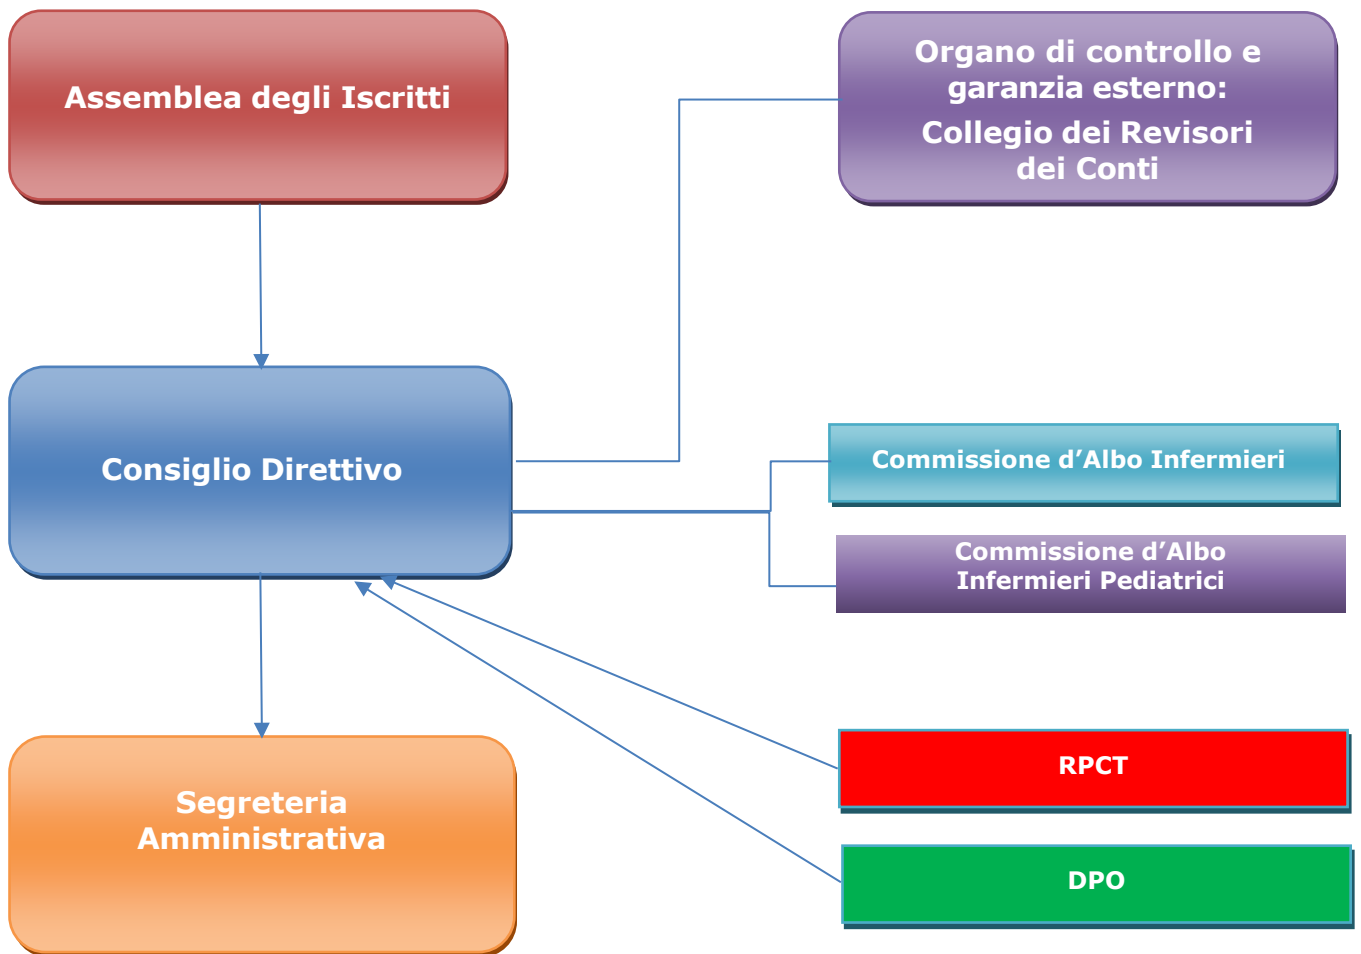 Assemblea degli Iscritti
Organo di controllo e
garanzia esterno:
Collegio dei Revisori
dei Conti
Consiglio Direttivo
Commissione d’Albo Infermieri
Commissione d’Albo
Infermieri Pediatrici
Segreteria
Amministrativa
RPCT
DPO